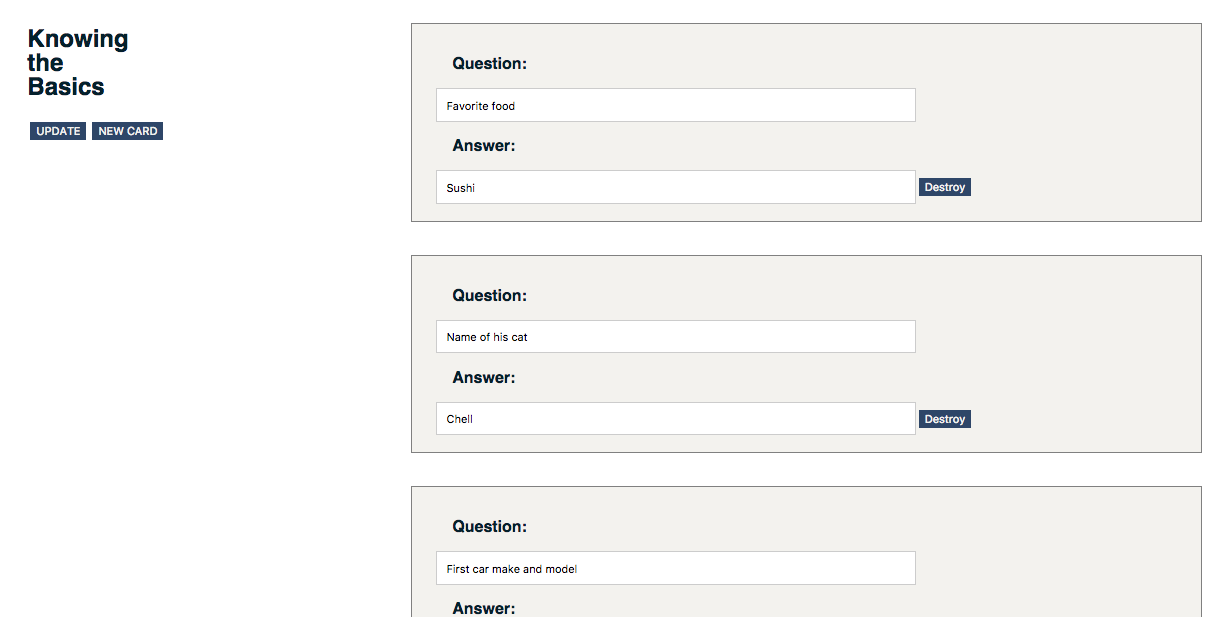 Knowing
the
Basics
UPDATE NEW CARD
Question:
Favorite food
Answer:
Sushi
Destroy
Question:
Name of his cat
Answer:
Chell
Destroy
Question:
First car make and model
Answer: